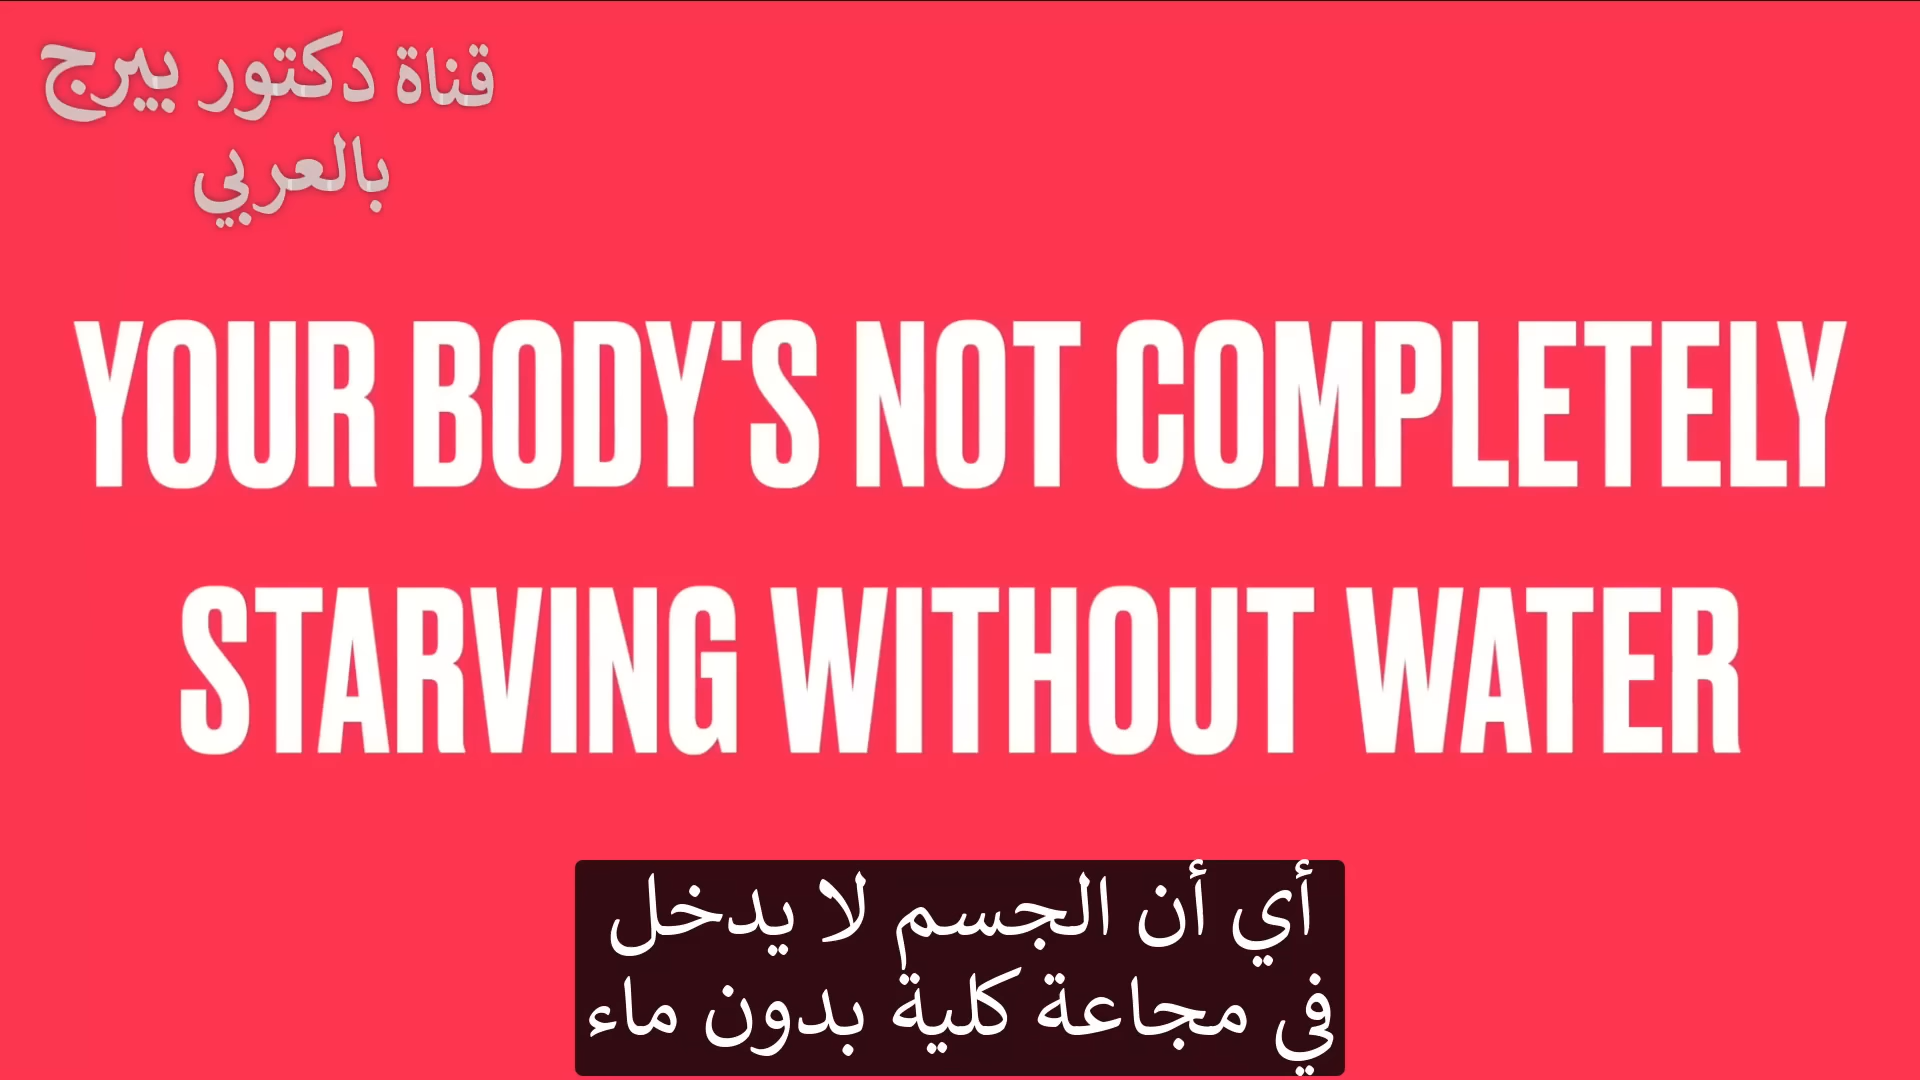 قناة دكتور بيرج
بالعربي
YOUR BODY'S NOT COMPLETELY
STARVING WITHOUT WATER
أي أن الجسم لا يدخل
في مجاعة كلية بدون ماء